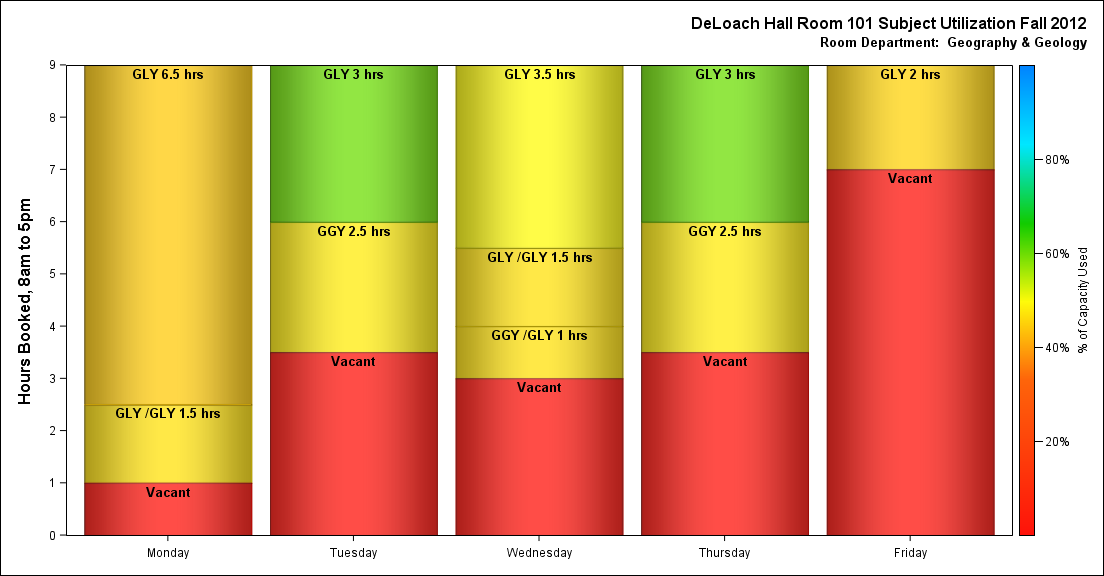 DeLoach Hall Room 101 Subject Utilization Fall 2012
Room Department:  Geography & Geology
Hours Booked, 8am to 5pm
9
8
7
6
5
4
3
2
1
0
GLY 6.5 hrs
GLY /GLY 1.5 hrs
Vacant
GLY 3 hrs
GGY 2.5 hrs
Vacant
GLY 3.5 hrs
GLY /GLY 1.5 hrs
GGY /GLY 1 hrs
Vacant
GLY 3 hrs
GGY 2.5 hrs
Vacant
GLY 2 hrs
Vacant
Monday
Tuesday
Wednesday
Thursday
Friday
80%
60%
40%
20%
% of Capacity Used